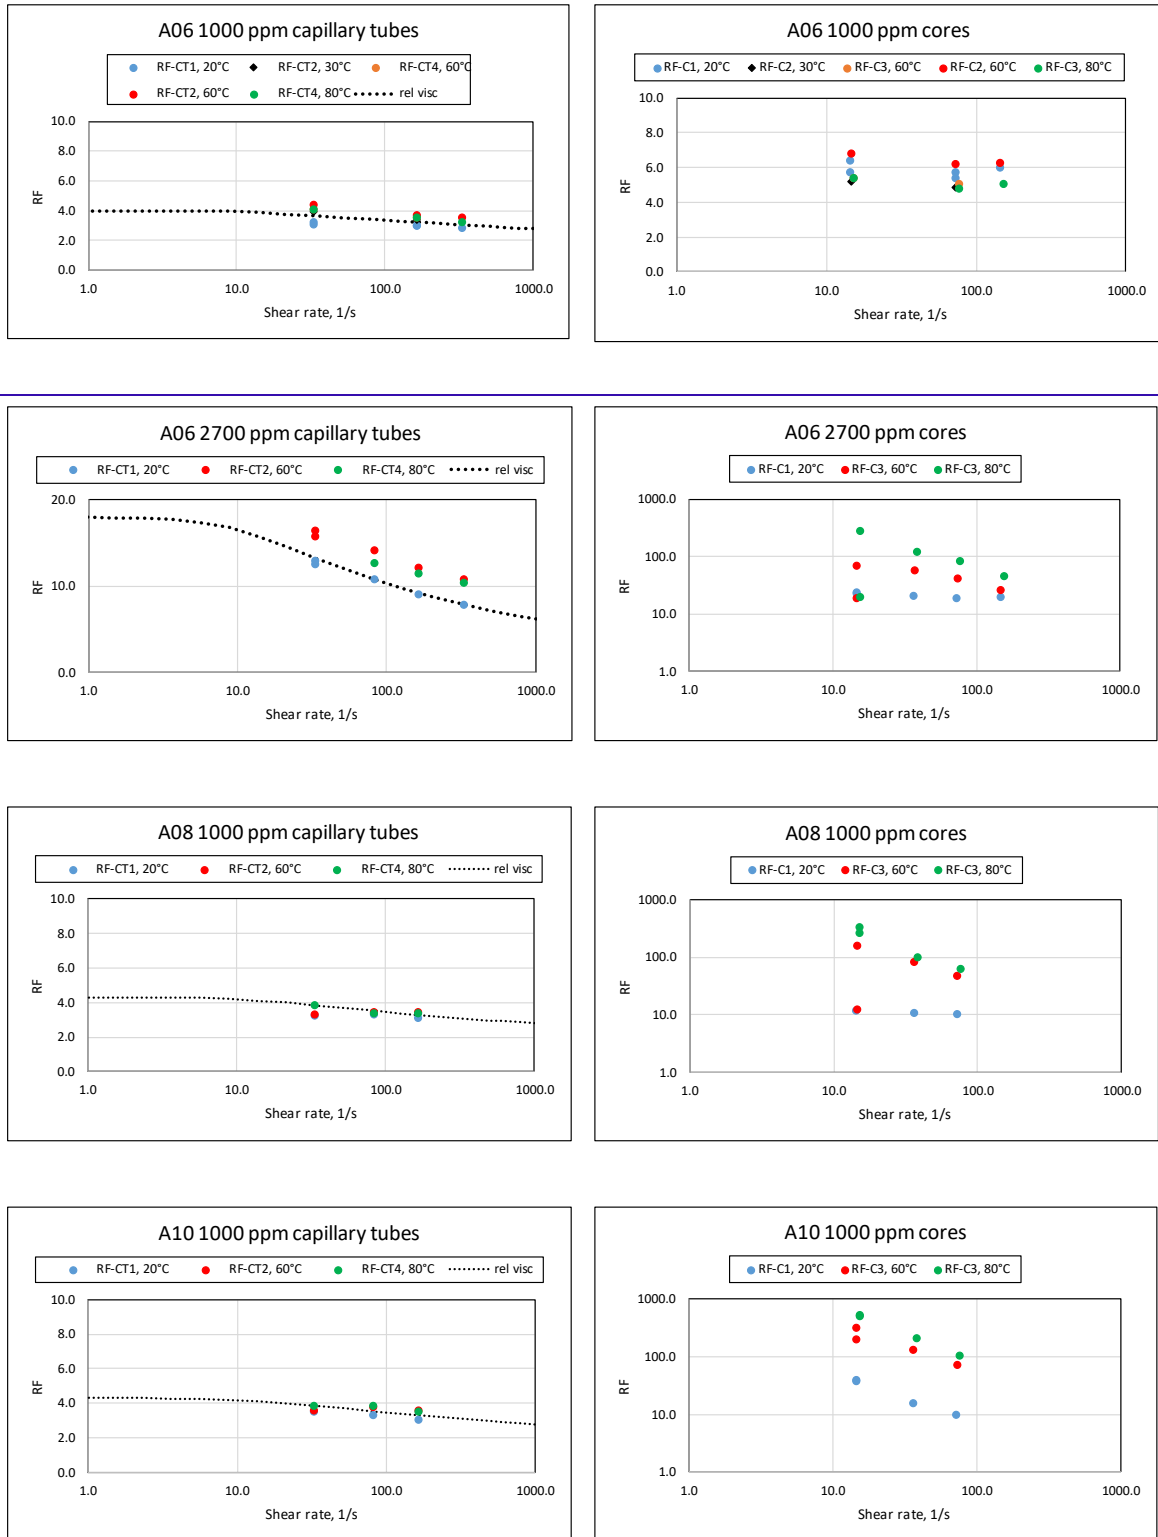 A06 1000 ppm capillary tubes
RF-CT1, 20°C RF-CT2, 30°C RF-CT4, 60°C
RF-CT2, 60°C RF-CT4, 80°C rel visc
10.0
8.0
6.0
4.0
2.0
0.0
RF
1.0 10.0 100.0 1000.0
Shear rate, 1/s
A06 1000 ppm cores
RF-C1, 20°C RF-C2, 30°C RF-C3, 60°C RF-C2, 60°C RF-C3, 80°C
10.0
8.0
6.0
4.0
2.0
0.0
RF
1.0 10.0 100.0 1000.0
Shear rate, 1/s
A06 2700 ppm capillary tubes
RF-CT1, 20°C RF-CT2, 60°C RF-CT4, 80°C rel visc
20.0
10.0
0.0
RF
1.0 10.0 100.0 1000.0
Shear rate, 1/s
A06 2700 ppm cores
RF-C1, 20°C RF-C3, 60°C RF-C3, 80°C
1000.0
100.0
10.0
1.0
RF
1.0 10.0 100.0 1000.0
Shear rate, 1/s
A08 1000 ppm capillary tubes
RF-CT1, 20°C RF-CT2, 60°C RF-CT4, 80°C rel visc
10.0
8.0
6.0
4.0
2.0
0.0
RF
1.0 10.0 100.0 1000.0
Shear rate, 1/s
A08 1000 ppm cores
RF-C1, 20°C RF-C3, 60°C RF-C3, 80°C
1000.0
100.0
10.0
1.0
RF
1.0 10.0 100.0 1000.0
Shear rate, 1/s
A10 1000 ppm capillary tubes
RF-CT1, 20°C RF-CT2, 60°C RF-CT4, 80°C rel visc
10.0
8.0
6.0
4.0
2.0
0.0
RF
1.0 10.0 100.0 1000.0
Shear rate, 1/s
A10 1000 ppm cores
RF-C1, 20°C RF-C3, 60°C RF-C3, 80°C
1000.0
100.0
10.0
1.0
RF
1.0 10.0 100.0 1000.0
Shear rate, 1/s